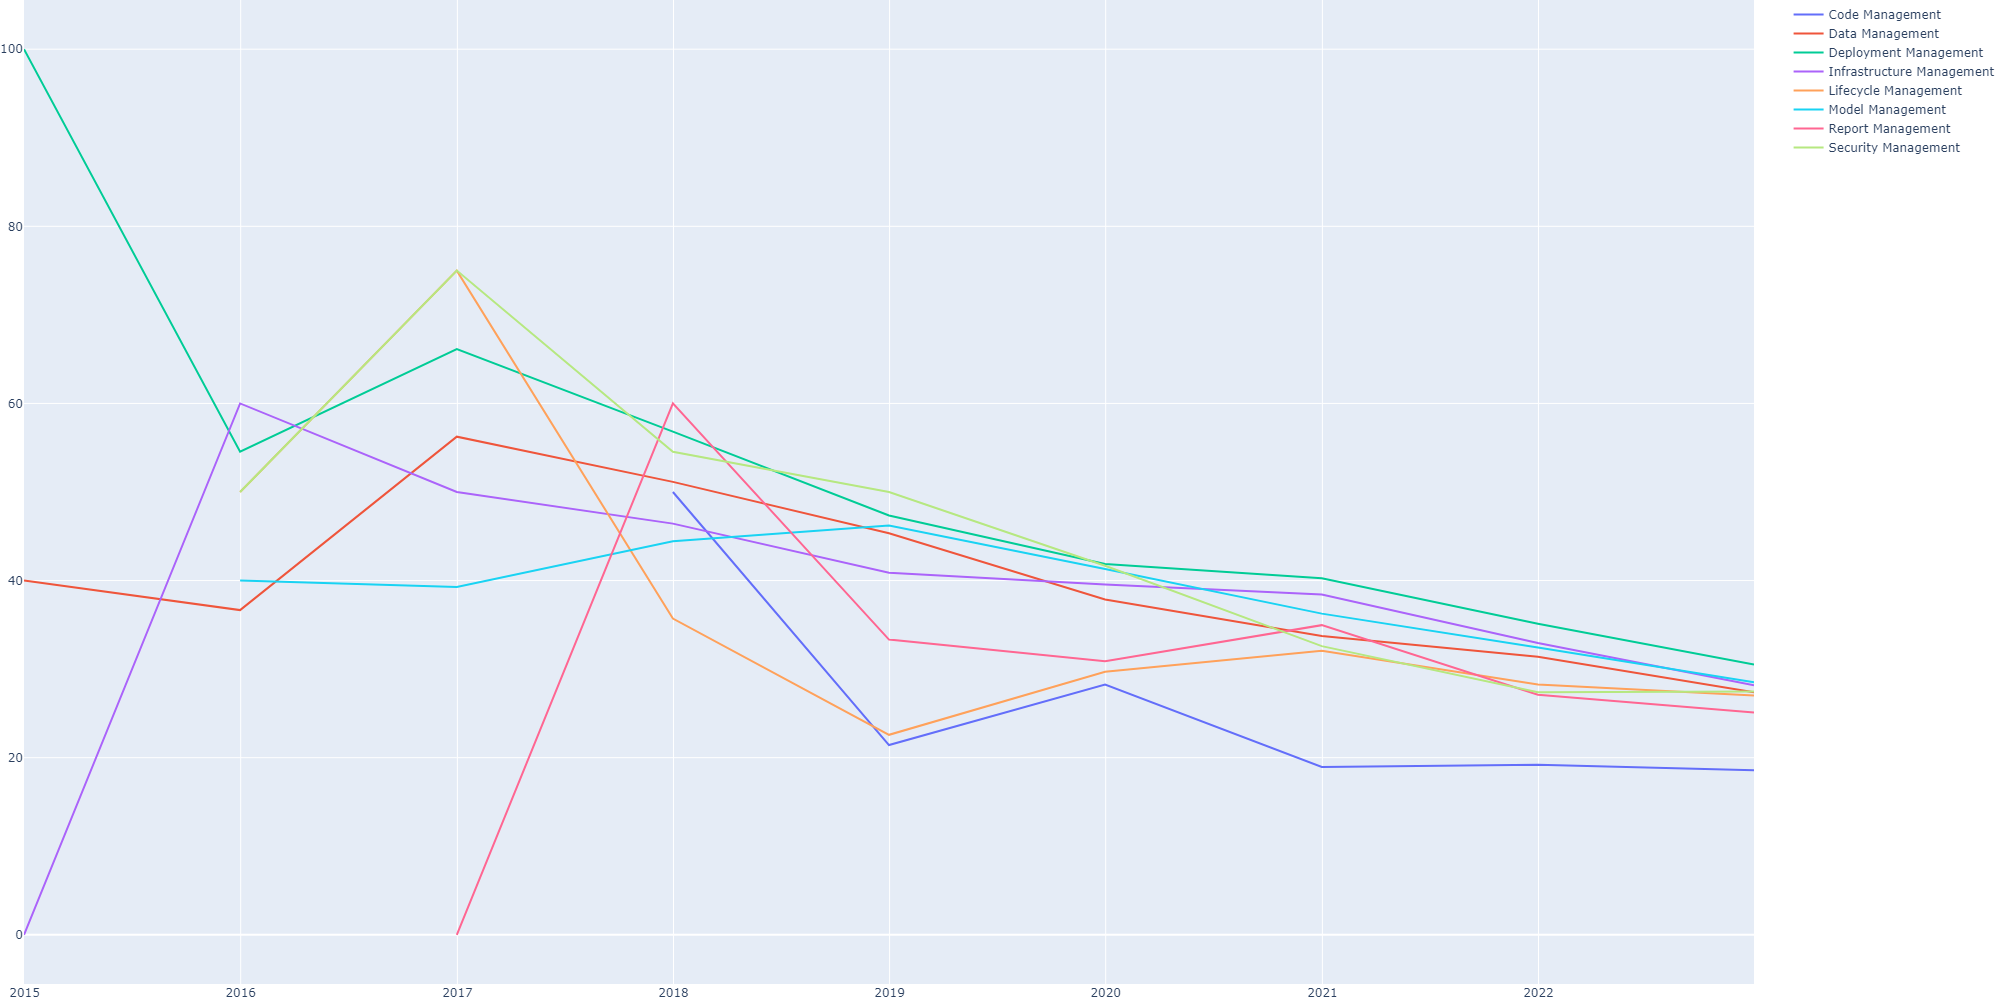 100
80
60
40
20
0
2015 2016 2017 2018 2019 2020 2021 2022
Code Management
Data Management
Deployment Management
Infrastructure Management
Lifecycle Management
Model Management
Report Management
Security Management